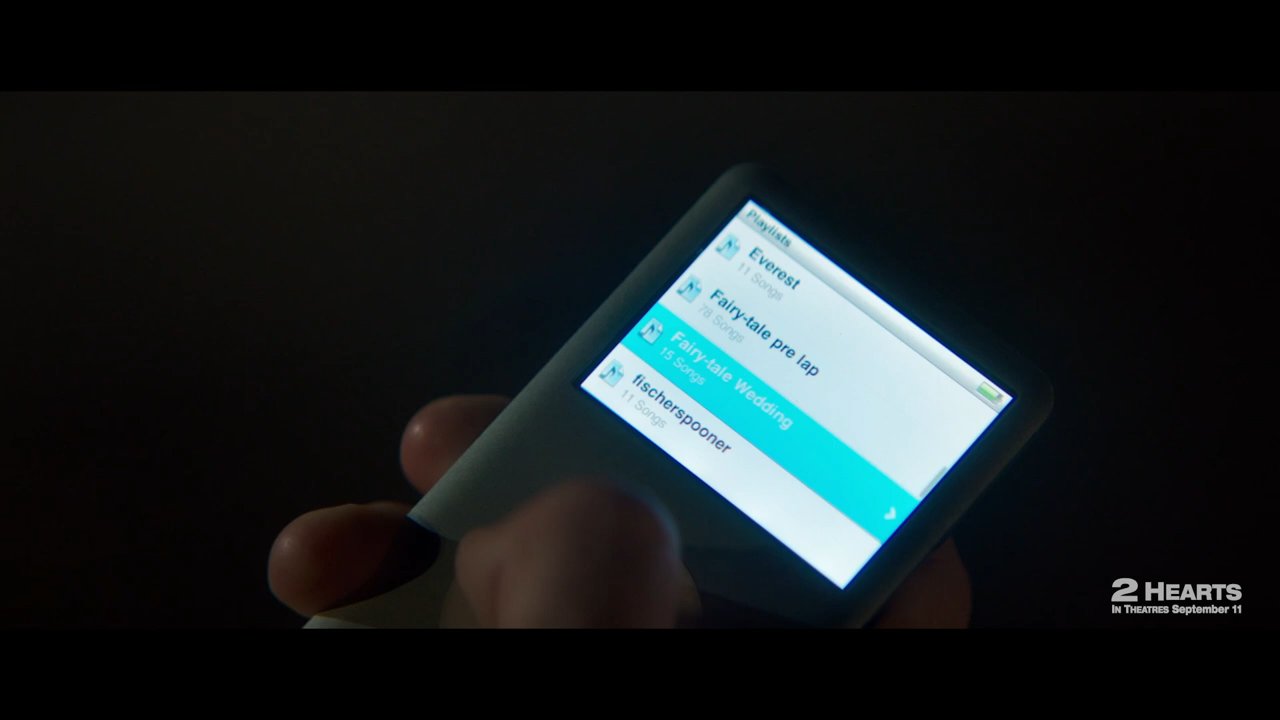 Playlists
Everest
11 Songs
Fairy-tale pre lap
78 Songs
Fairy-tale Wedding
15 Songs
fischerspooner
11 Songs
2 HEARTS
IN THEATRES September 11